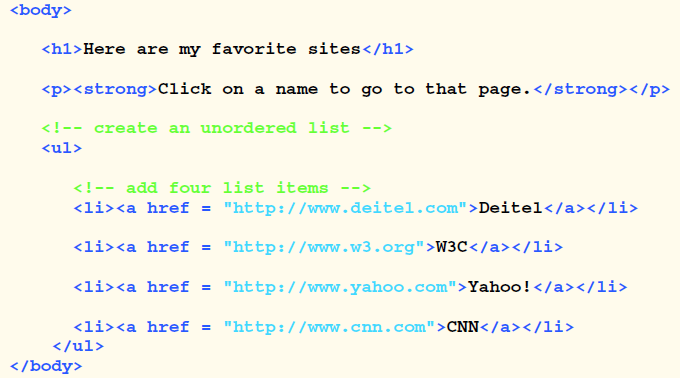 <body>
<h1>Here are my favorite sites</h1>
<p><strong>Click on a name to go to that page.</strong></p>
<!-- create an unordered list -->
<ul>
<!-- add four list items -->
<li><a href = "http://www.deitel.com">Deitel</a></li>
<li><a href = "http://www.w3.org">W3C</a></li>
<li><a href = "http://www.yahoo.com">Yahoo!</a></li>
<li><a href = "http://www.cnn.com">CNN</a></li>
</ul>
</body>